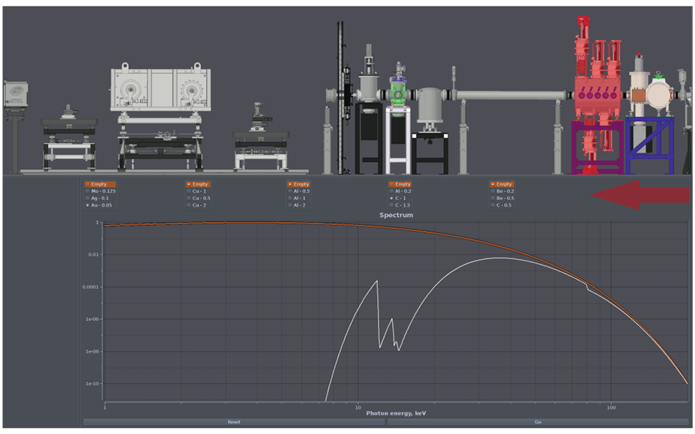 Empty Empty Empty Empty Empty
Mo - 0.125 Cu - 1 Al - 0.5 Al - 0.2 Be - 0.2
Ag - 0.1 Cu - 0.5 Al - 1 C - 1 Be - 0.5
Au - 0.05 Cu - 2 Al - 2 C - 1.5 C - 0.5
Spectrum
1
0.01
0.0001
1e-06
1e-08
1e-10
1 10 100
Photon energy, keV
Reset Go